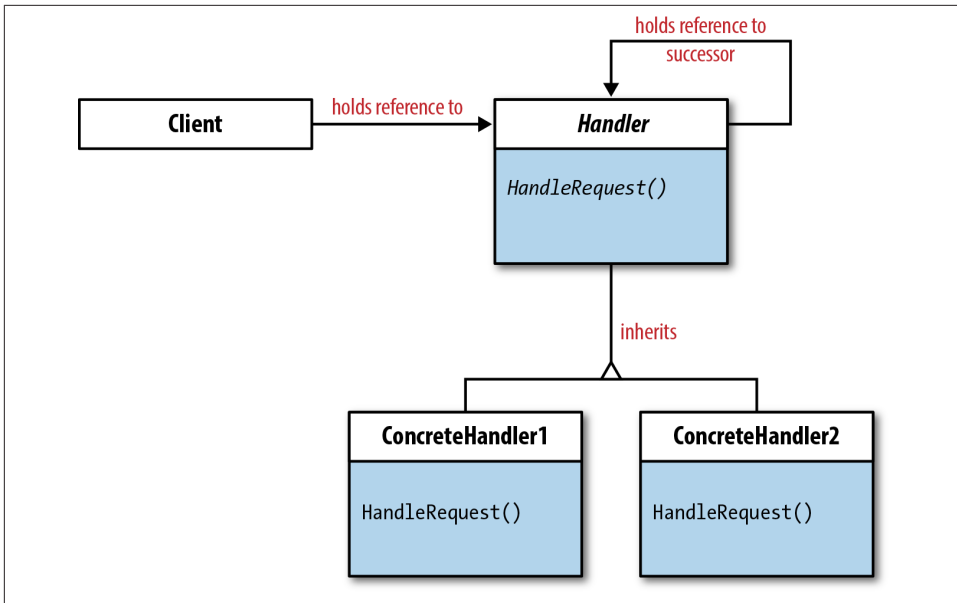 holds reference to
successor
Client
holds reference to
Handler
HandleRequest()
inherits
ConcreteHandler1
ConcreteHandler2
HandleRequest()
HandleRequest()